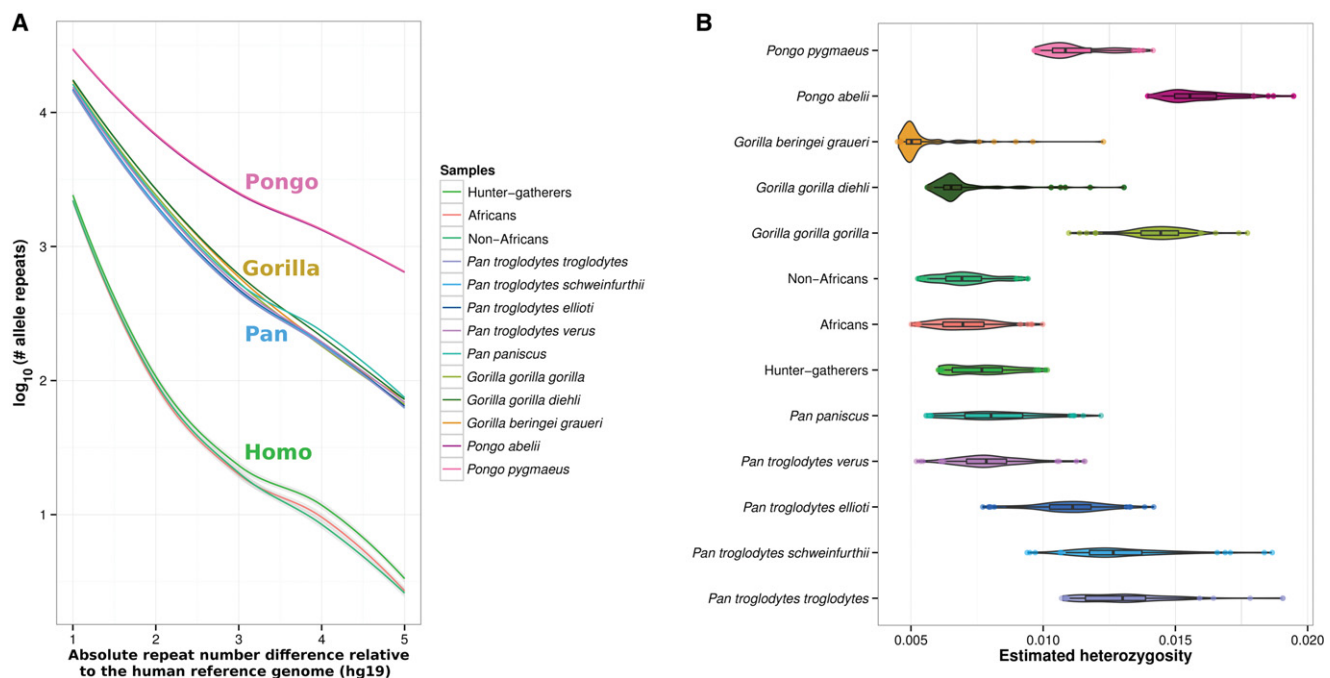 A
log10 (# allele repeats)
4
3
2
1
Pongo
Gorilla
Pan
Homo
1 2 3 4 5
Absolute repeat number difference relative
to the human reference genome (hg19)
Samples
Hunter-gatherers
Africans
Non-Africans
Pan troglodytes troglodytes
Pan troglodytes schweinfurthii
Pan troglodytes ellioti
Pan troglodytes verus
Pan paniscus
Gorilla gorilla gorilla
Gorilla gorilla diehli
Gorilla beringei graueri
Pongo abelii
Pongo pygmaeus
B
Pongo pygmaeus
Pongo abelii
Gorilla beringei graueri
Gorilla gorilla diehli
Gorilla gorilla gorilla
Non-Africans
Africans
Hunter-gatherers
Pan paniscus
Pan troglodytes verus
Pan troglodytes ellioti
Pan troglodytes schweinfurthii
Pan troglodytes troglodytes
0.005 0.010 0.015 0.020
Estimated heterozygosity